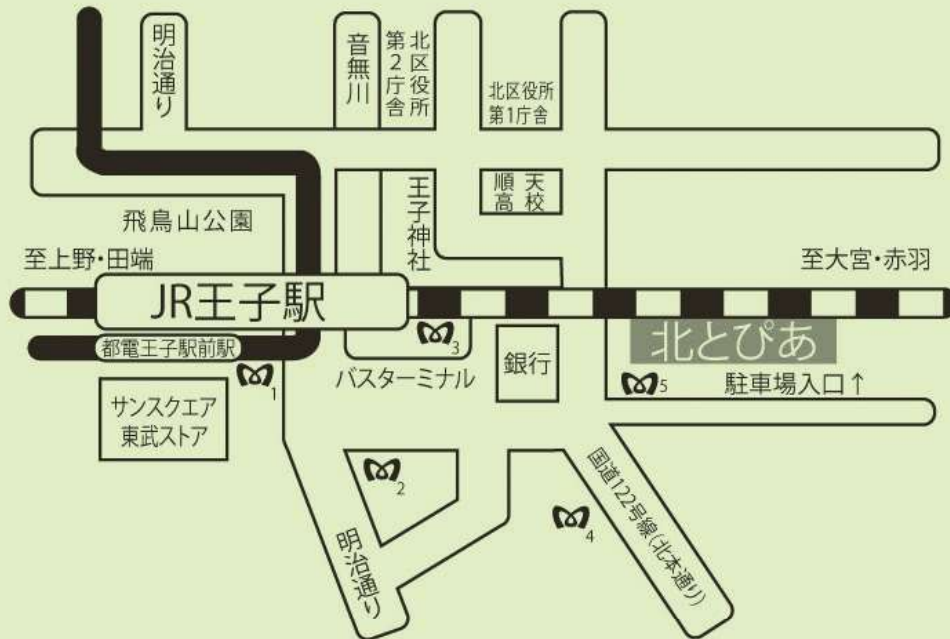 明治通り
音無川
北区役所
第2庁舎
北区役所
第1庁舎
順天
高校
王子神社
飛鳥山公園
至上野・田端
至大宮・赤羽
JR王子駅
都電王子駅前駅
北とぴあ
銀行
バスターミナル
駐車場入口↑
1
3
5
サンスクエア
東武ストア
2
4
国道122号線(北本通り)
明治通り